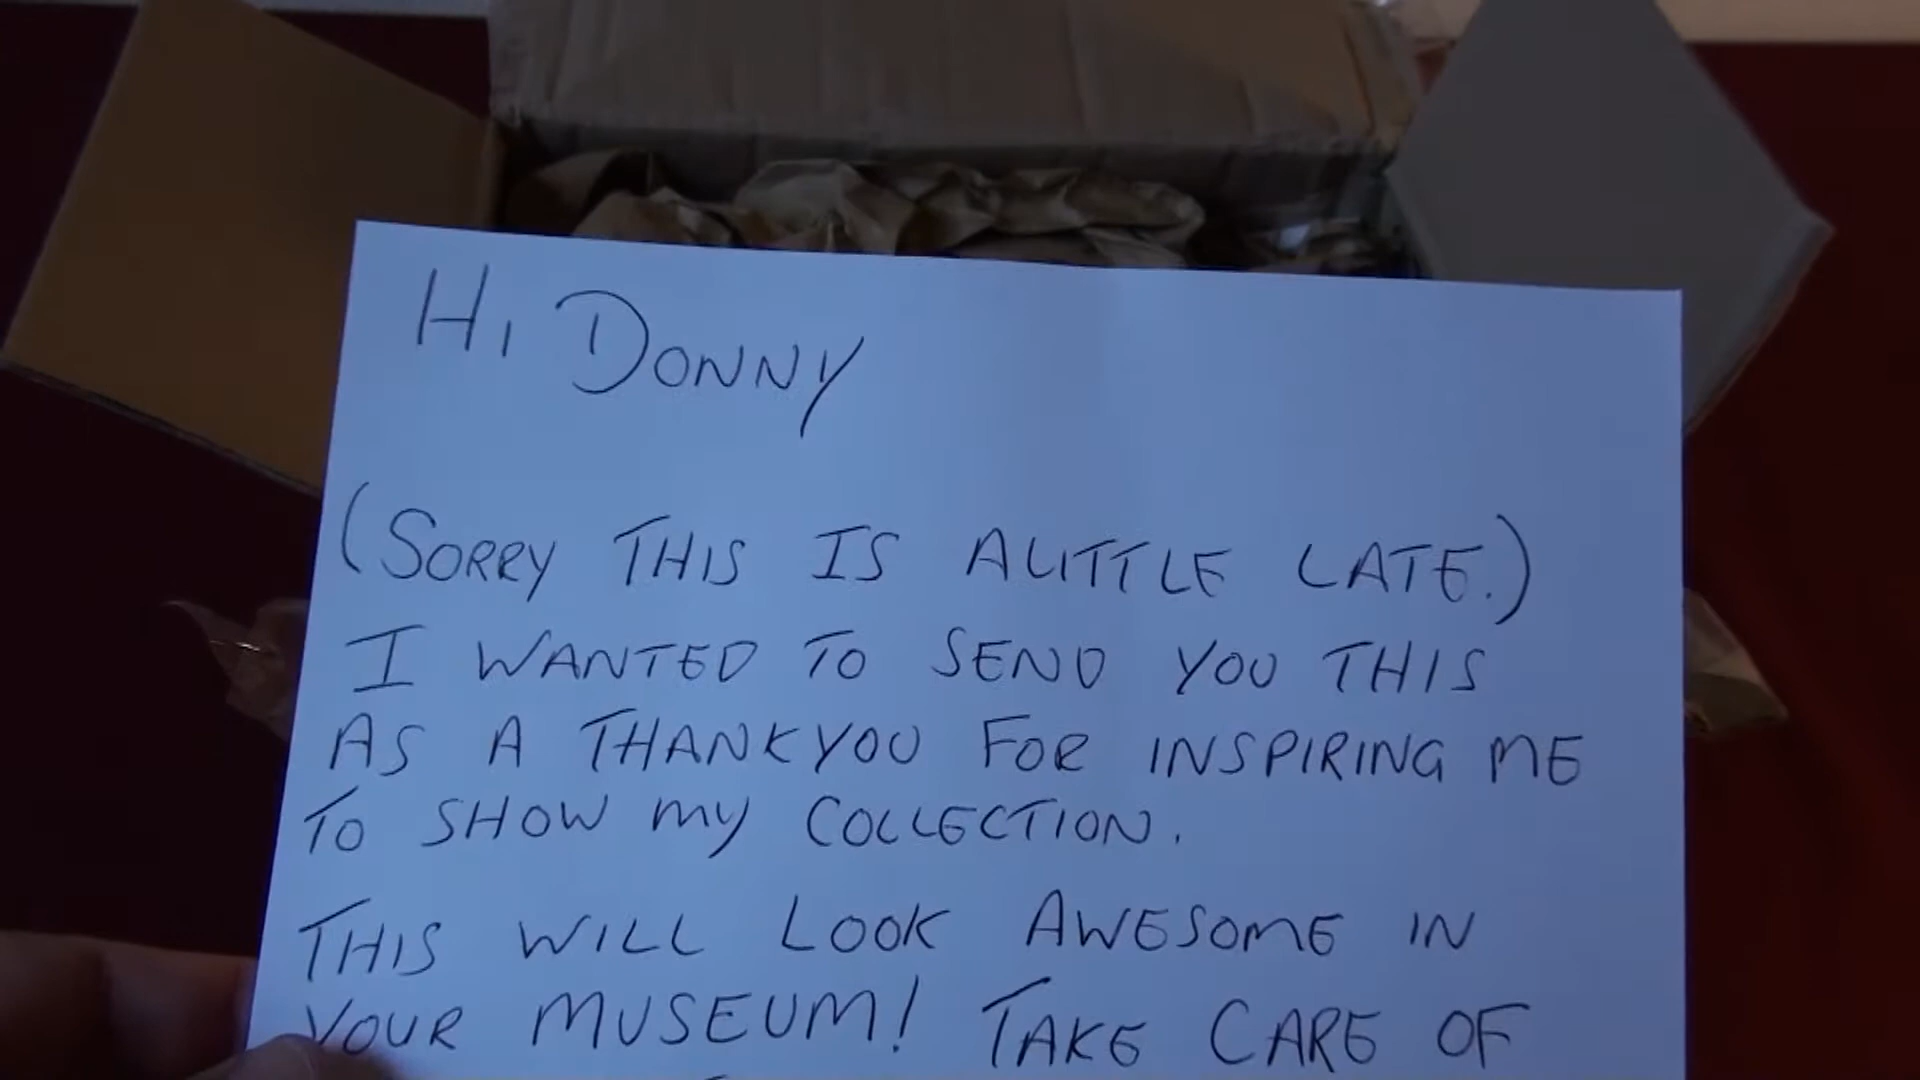 Hi DONNY
(SORRY THIS IS ALITTLE LATE.)
I WANTED TO SEND YOU THIS
AS A THANKYOU FOR INSPIRING ME
TO SHOW MY COLLECTION.
THIS WILL LOOK AWESOME IN
YOUR MUSEUM! TAKE CARE OF